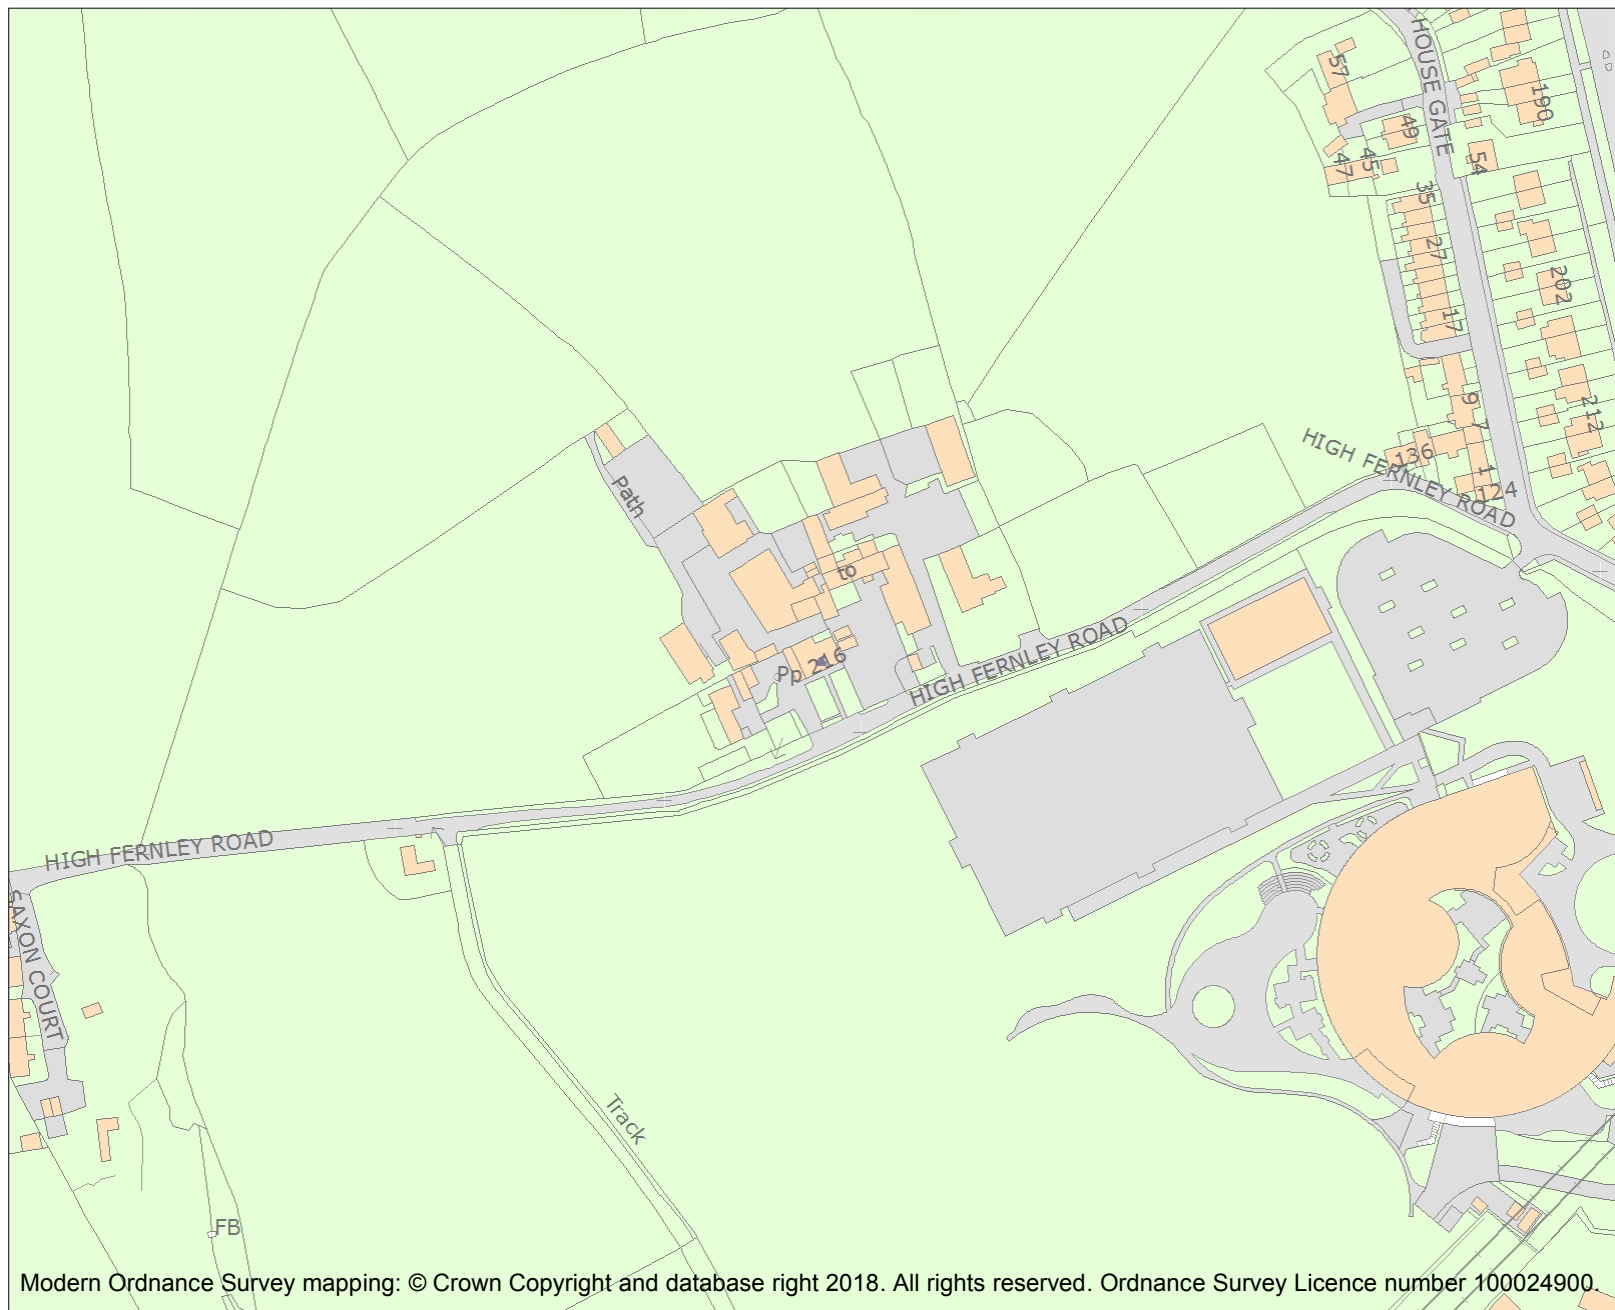 HOUSE GATE
57
190
49
54
45
47
35
27
202
17
9
7
212
HIGH FERNLEY ROAD
136
1
124
Path
to
HIGH FERNLEY ROAD
Pp 216
HIGH FERNLEY ROAD
SAXON COURT
Track
FB
Modern Ordnance Survey mapping: © Crown Copyright and database right 2018. All rights reserved. Ordnance Survey Licence number 100024900.